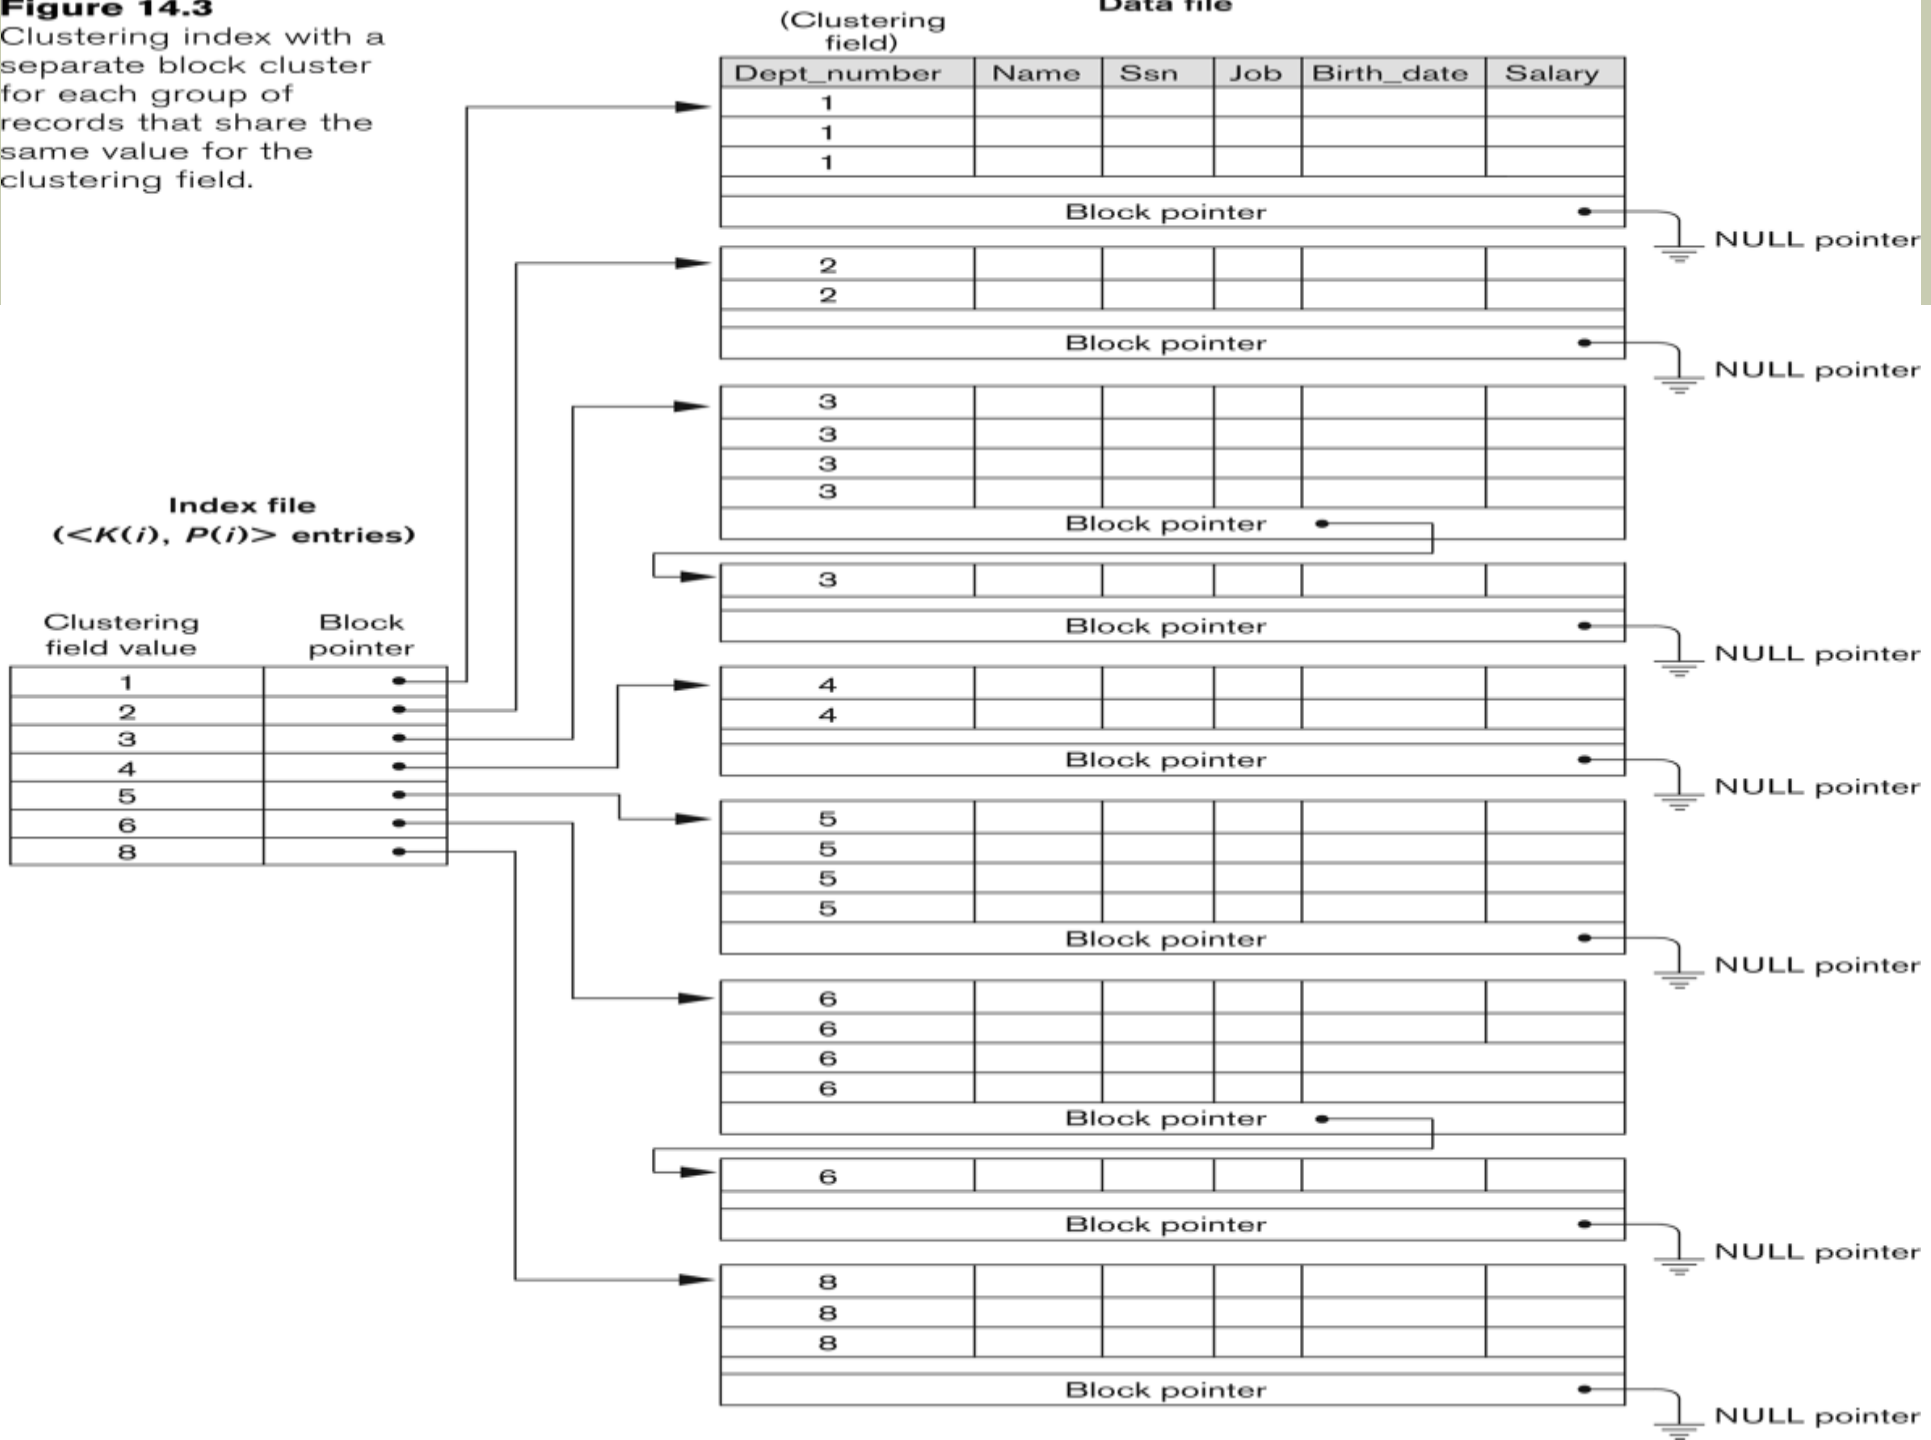 Figure 14.3
Clustering index with a
separate block cluster
for each group of
records that share the
same value for the
clustering field.
Data file
(Clustering
field)
Dept_number Name Ssn Job Birth_date Salary
1
1
1
Block pointer
NULL pointer
2
2
Block pointer
NULL pointer
3
3
3
3
Block pointer
3
Block pointer
NULL pointer
4
4
Block pointer
NULL pointer
5
5
5
5
Block pointer
NULL pointer
6
6
6
6
Block pointer
6
Block pointer
NULL pointer
8
8
8
Block pointer
NULL pointer
Index file
(<K(i), P(i)> entries)
Clustering
field value
Block
pointer
1
2
3
4
5
6
8